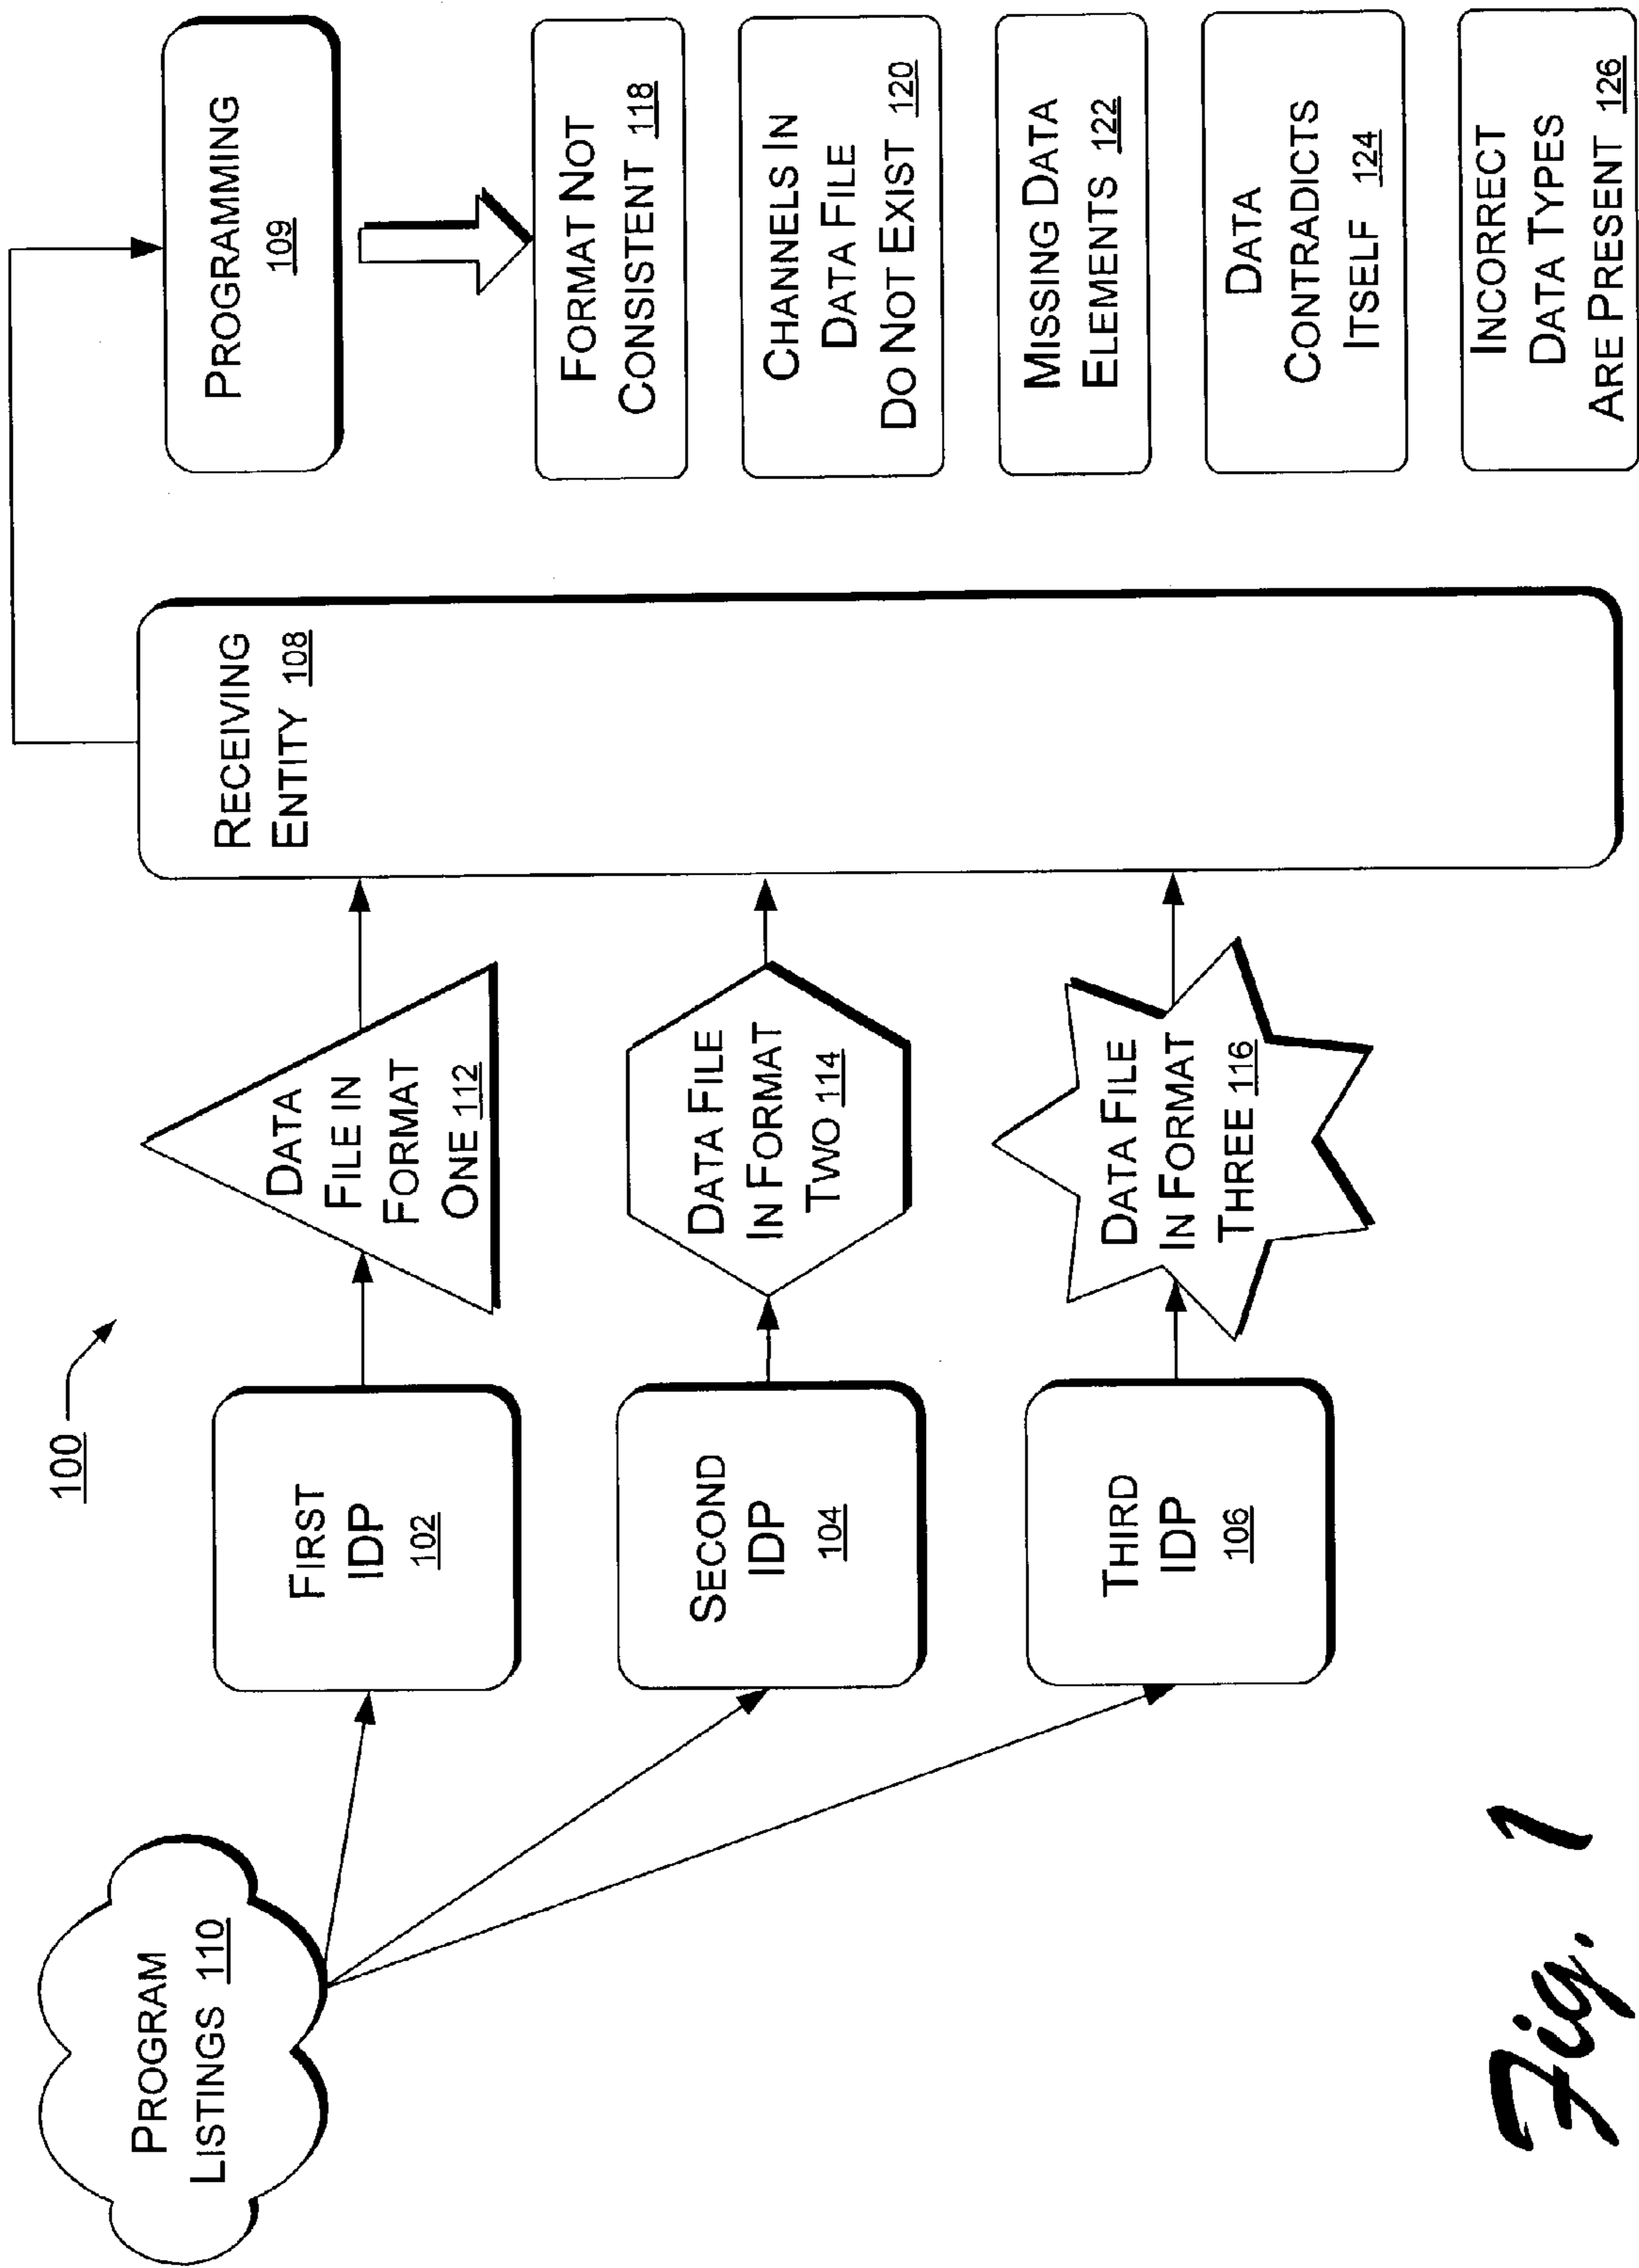 100
PROGRAM
LISTINGS 110
FIRST
IDP
102
SECOND
IDP
104
THIRD
IDP
106
DATA
FILE IN
FORMAT
ONE 112
DATA FILE
IN FORMAT
TWO 114
DATA FILE
IN FORMAT
THREE 116
RECEIVING
ENTITY 108
PROGRAMMING
109
FORMAT NOT
CONSISTENT 118
CHANNELS IN
DATA FILE
DO NOT EXIST 120
MISSING DATA
ELEMENTS 122
DATA
CONTRADICTS
ITSELF 124
INCORRECT
DATA TYPES
ARE PRESENT 126
Fig. 1